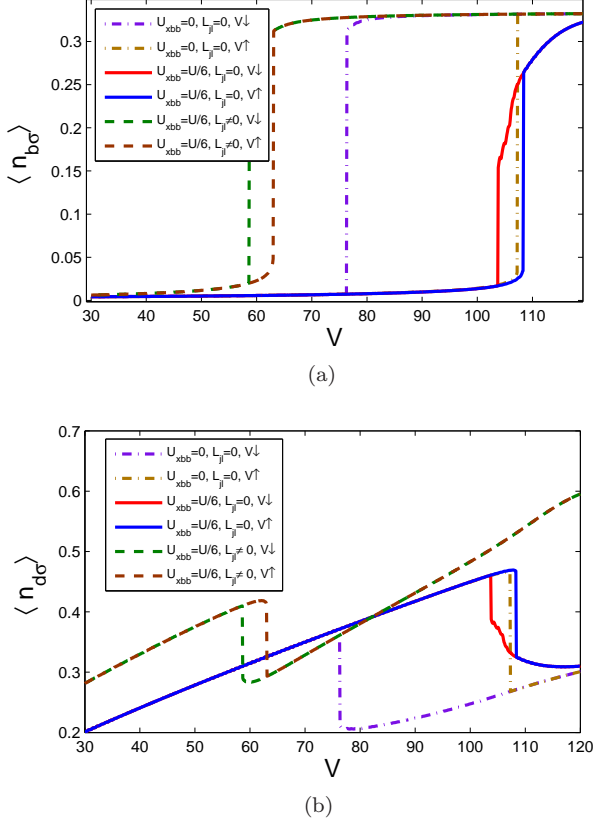 0.3
0.25
0.2
0.15
0.1
0.05
0
⟨ n_bσ ⟩
U_xbb=0, L_jl=0, V↓
U_xbb=0, L_jl=0, V↑
U_xbb=U/6, L_jl=0, V↓
U_xbb=U/6, L_jl=0, V↑
U_xbb=U/6, L_jl≠0, V↓
U_xbb=U/6, L_jl≠0, V↑
30 40 50 60 70 80 90 100 110
V
(a)
0.7
0.6
0.5
0.4
0.3
0.2
⟨ n_dσ ⟩
U_xbb=0, L_jl=0, V↓
U_xbb=0, L_jl=0, V↑
U_xbb=U/6, L_jl=0, V↓
U_xbb=U/6, L_jl=0, V↑
U_xbb=U/6, L_jl≠ 0, V↓
U_xbb=U/6, L_jl≠ 0, V↑
30 40 50 60 70 80 90 100 110 120
V
(b)